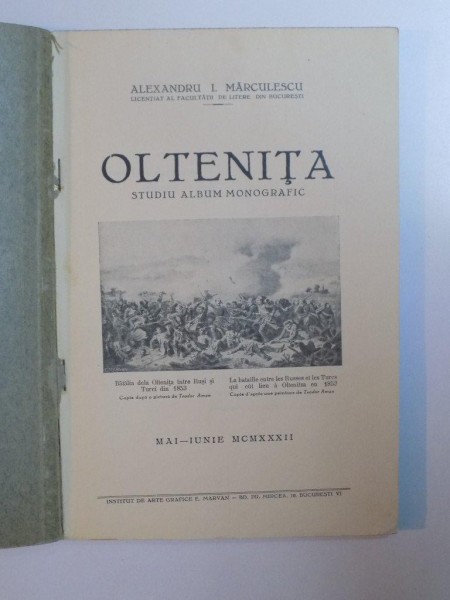 ALEXANDRU I. MĂRCULESCU
LICENȚIAT AL FACULTĂȚII DE LITERE DIN BUCUREȘTI
OLTENIȚA
STUDIU ALBUM MONOGRAFIC
Bătălia dela Oltenița între Ruși și
Turci din 1853
Copie după o pictură de Teodor Aman
La bataille entre les Russes et les Turcs
qui eût lieu à Oltenitza en 1853
Copie d'après une peinture de Teodor Aman
MAI—IUNIE MCMXXXII
INSTITUT DE ARTE GRAFICE E. MARVAN — BD. PR. MIRCEA, BUCUREȘTI VI